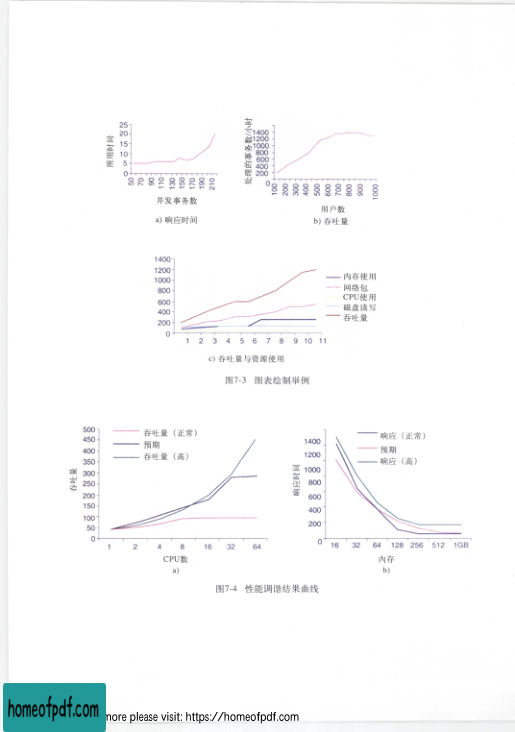 所用时间
25
20
15
10
5
0
50 70 90 110 130 150 170 190 210
并发事务数
a) 响应时间
处理的事务数/小时
1400
1200
1000
800
600
400
200
0
100 200 300 400 500 600 700 800 900 1000
用户数
b) 吞吐量
1400
1200
1000
800
600
400
200
0
1 2 3 4 5 6 7 8 9 10 11
内存使用
网络包
CPU使用
磁盘读写
吞吐量
c) 吞吐量与资源使用
图7-3 图表绘制举例
吞吐量
500
450
400
350
300
250
200
150
100
50
0
吞吐量（正常）
预期
吞吐量（高）
1 2 4 8 16 32 64
CPU数
a)
响应时间
1400
1200
1000
800
600
400
200
0
响应（正常）
预期
响应（高）
16 32 64 128 256 512 1GB
内存
b)
图7-4 性能调谐结果曲线
homeofpdf.com
more please visit: https://homeofpdf.com